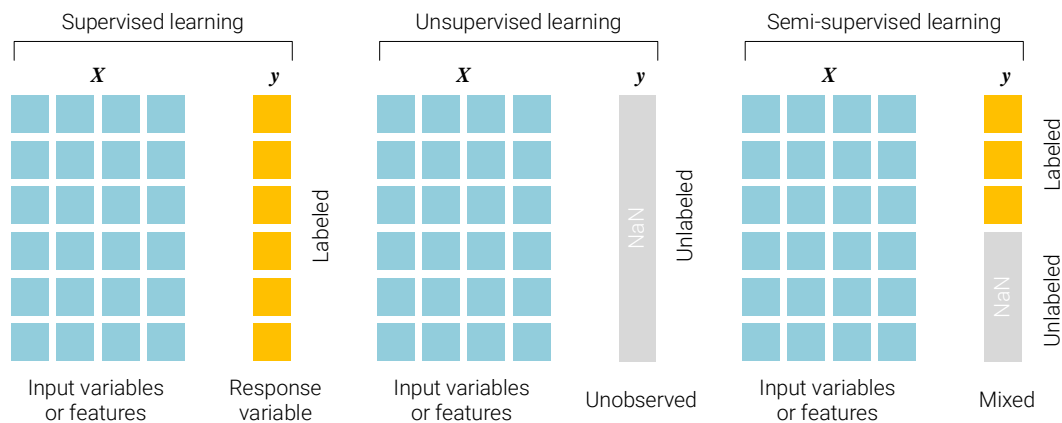 Supervised learning
X
y
Labeled
Input variables
or features
Response
variable
Unsupervised learning
X
y
NaN
Unlabeled
Input variables
or features
Unobserved
Semi-supervised learning
X
y
Labeled
NaN
Unlabeled
Input variables
or features
Mixed